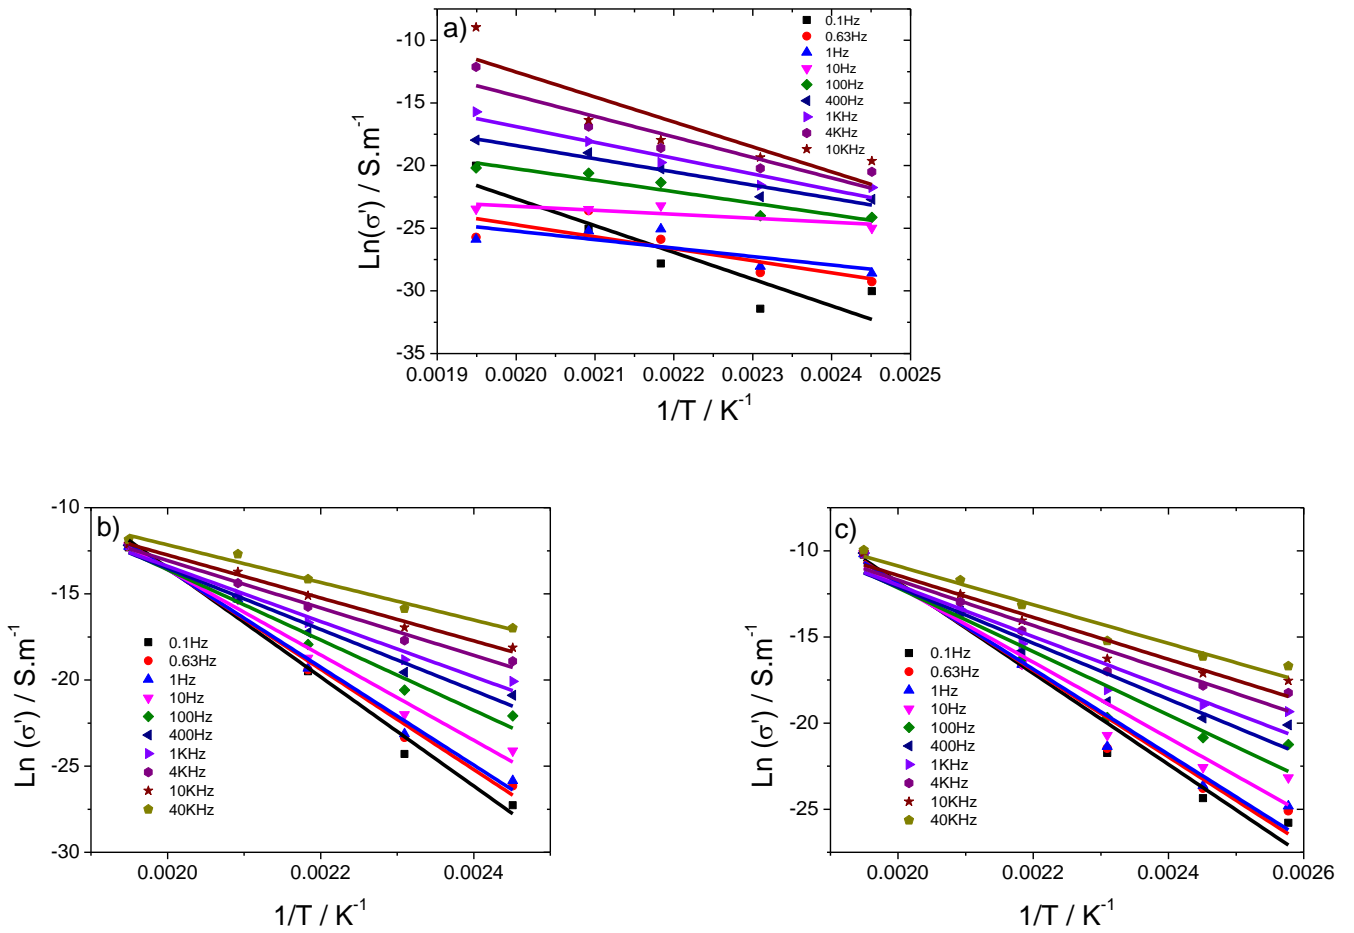 a)
0.1Hz
0.63Hz
1Hz
10Hz
100Hz
400Hz
1KHz
4KHz
10KHz
-10
-15
-20
-25
-30
-35
Ln(σ') / S.m⁻¹
0.0019 0.0020 0.0021 0.0022 0.0023 0.0024 0.0025
1/T / K⁻¹
b)
-10
-15
-20
-25
-30
Ln (σ') / S.m⁻¹
0.1Hz
0.63Hz
1Hz
10Hz
100Hz
400Hz
1KHz
4KHz
10KHz
40KHz
0.0020 0.0022 0.0024
1/T / K⁻¹
c)
-10
-15
-20
-25
Ln (σ') / S.m⁻¹
0.1Hz
0.63Hz
1Hz
10Hz
100Hz
400Hz
1KHz
4KHz
10KHz
40KHz
0.0020 0.0022 0.0024 0.0026
1/T / K⁻¹